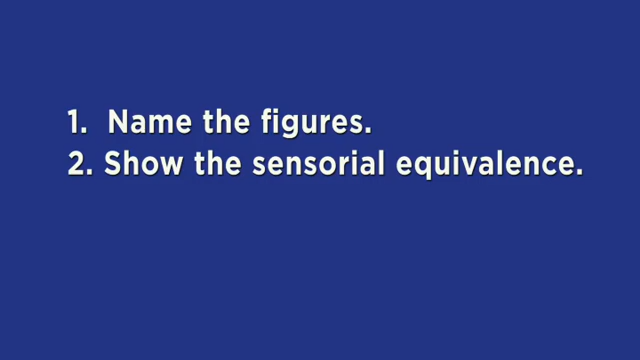 1. Name the figures.
2. Show the sensorial equivalence.